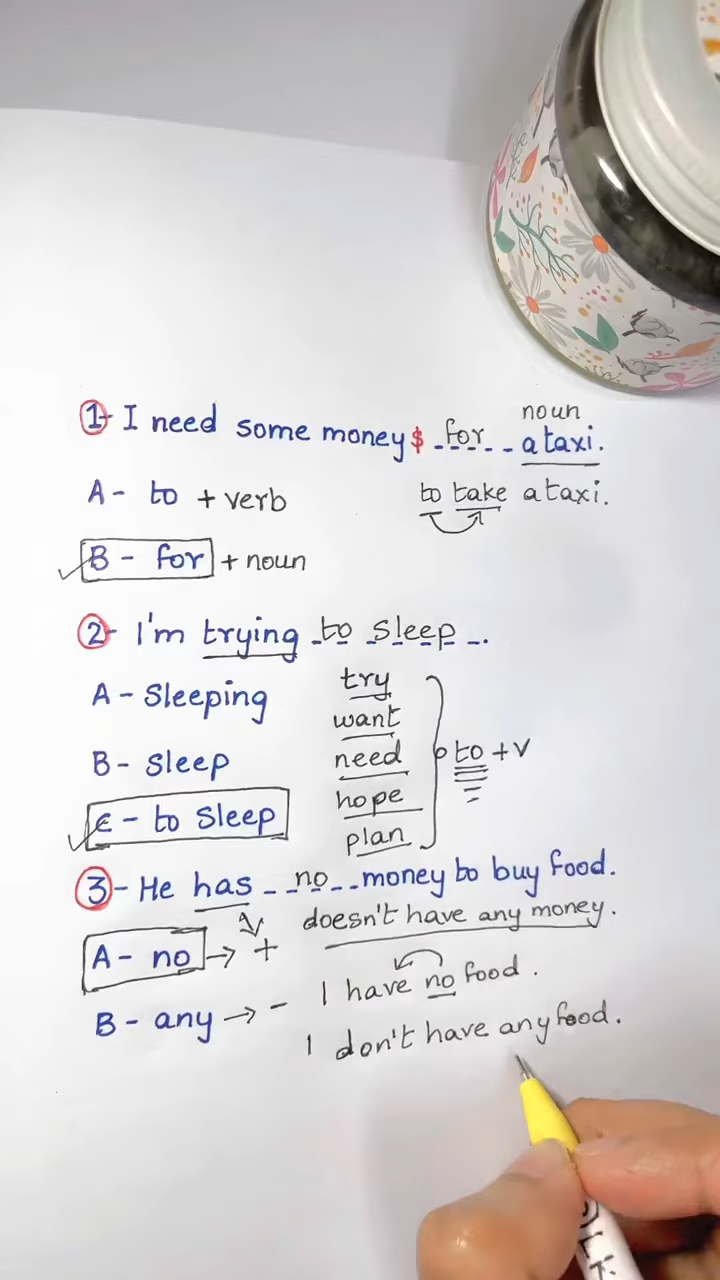 noun
1- I need some money $ for a taxi.
A - to + verb
to take a taxi.
B - for + noun
2- I'm trying to sleep.
A - Sleeping
B - sleep
C - to sleep
try
want
need
hope
plan
to + v
3- He has no money to buy food.
doesn't have any money.
A - no → +
I have no food.
B - any → -
I don't have any food.